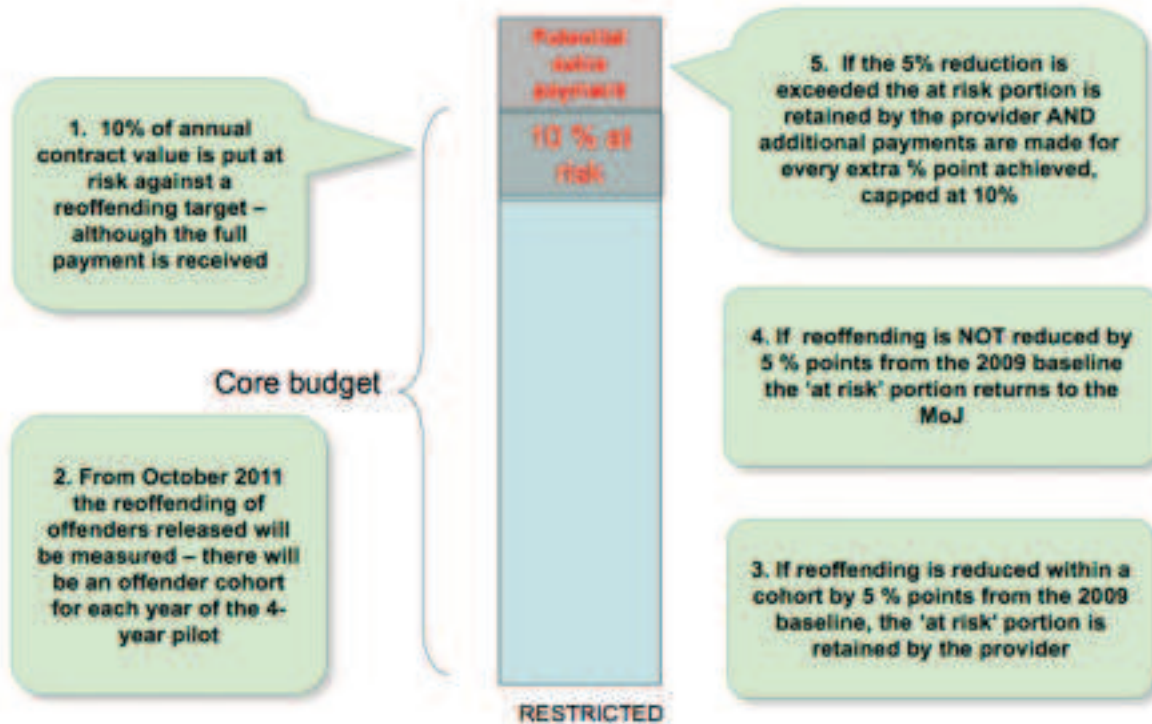 1. 10% of annual
contract value is put at
risk against a
reoffending target –
although the full
payment is received
Core budget
2. From October 2011
the reoffending of
offenders released will
be measured – there will
be an offender cohort
for each year of the 4-
year pilot
Potential
payment
10 % at
risk
RESTRICTED
5. If the 5% reduction is
exceeded the at risk portion is
retained by the provider AND
additional payments are made for
every extra % point achieved,
capped at 10%
4. If reoffending is NOT reduced by
5 % points from the 2009 baseline
the 'at risk' portion returns to the
MoJ
3. If reoffending is reduced within a
cohort by 5 % points from the 2009
baseline, the 'at risk' portion is
retained by the provider